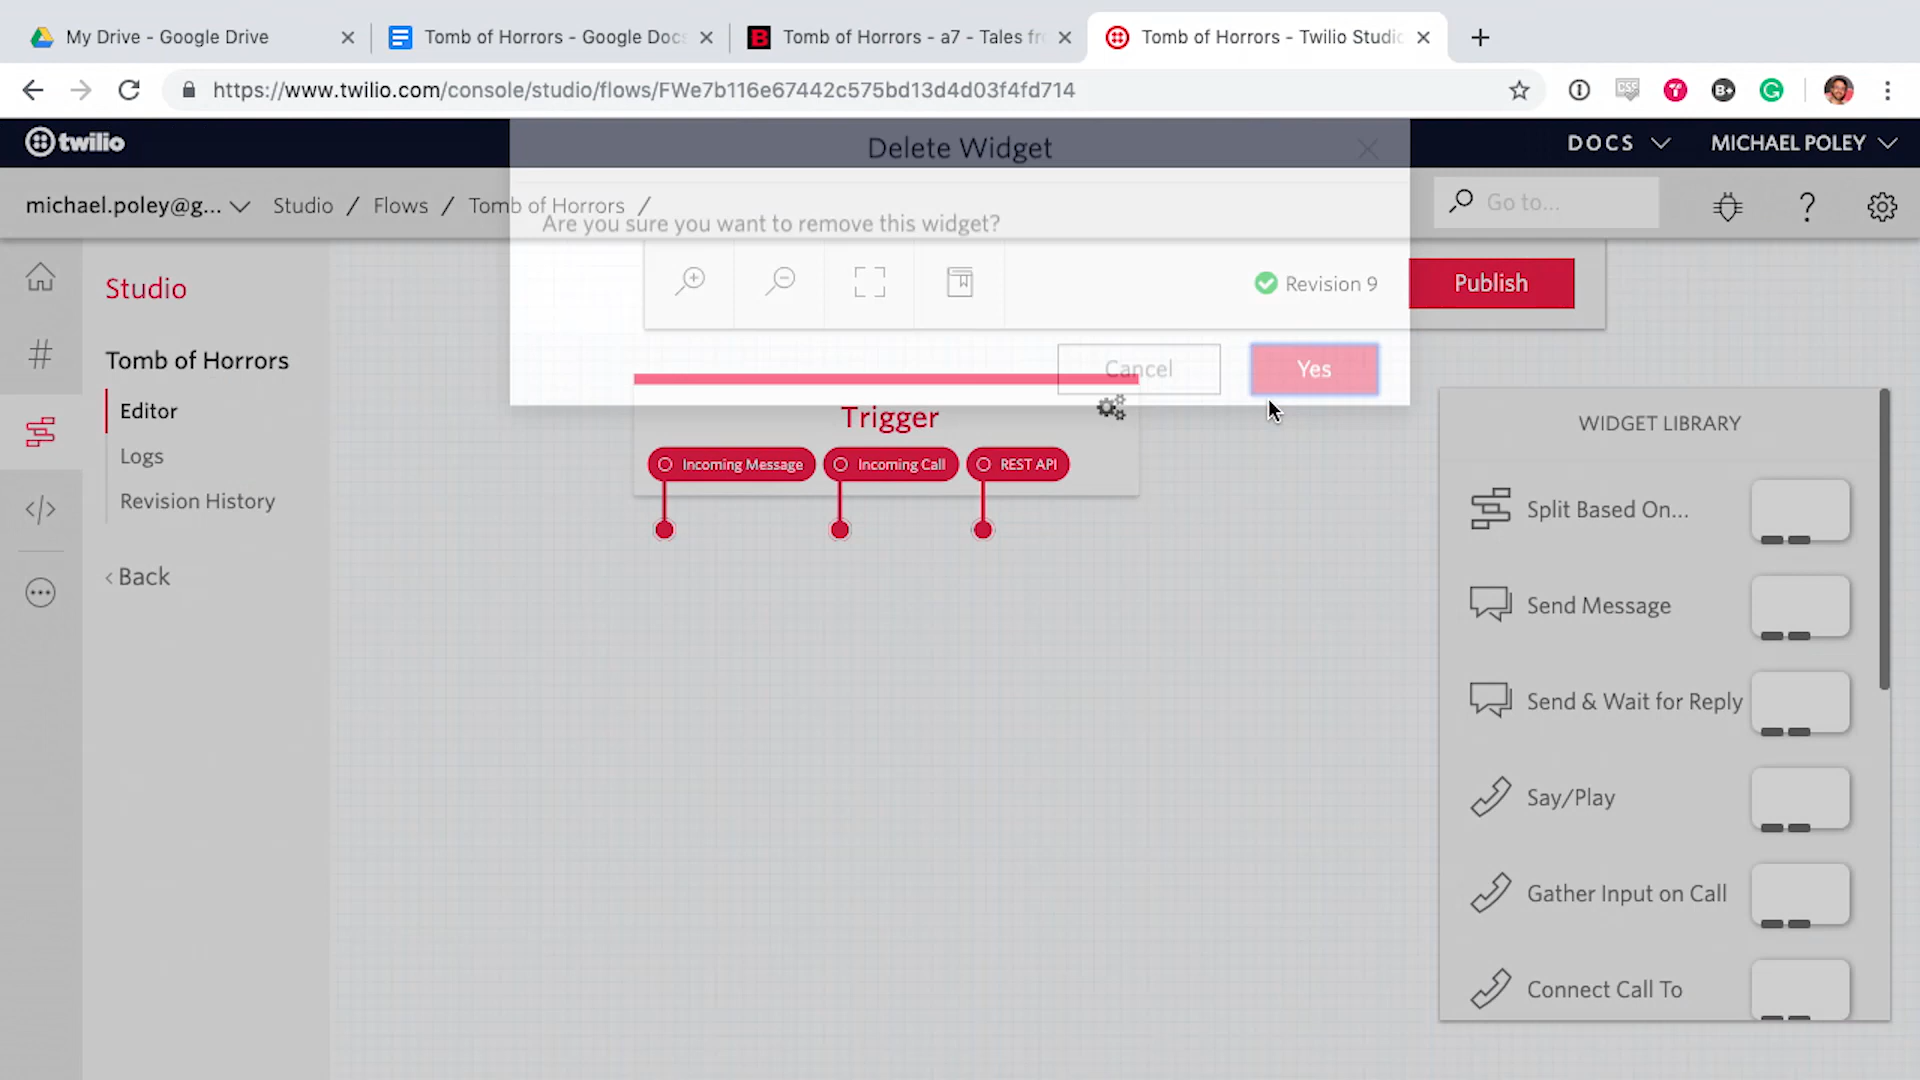 My Drive - Google Drive
Tomb of Horrors - Google Docs
Tomb of Horrors - a7 - Tales fr
Tomb of Horrors - Twilio Studio
https://www.twilio.com/console/studio/flows/FWe7b116e67442c575bd13d4d03f4fd714
twilio
Delete Widget
DOCS
MICHAEL POLEY
michael.poley@g...
Studio / Flows / Tomb of Horrors /
Go to...
Are you sure you want to remove this widget?
Studio
Revision 9
Publish
Tomb of Horrors
Cancel
Yes
Editor
Trigger
WIDGET LIBRARY
Logs
Incoming Message
Incoming Call
REST API
Revision History
Split Based On...
Back
Send Message
Send & Wait for Reply
Say/Play
Gather Input on Call
Connect Call To